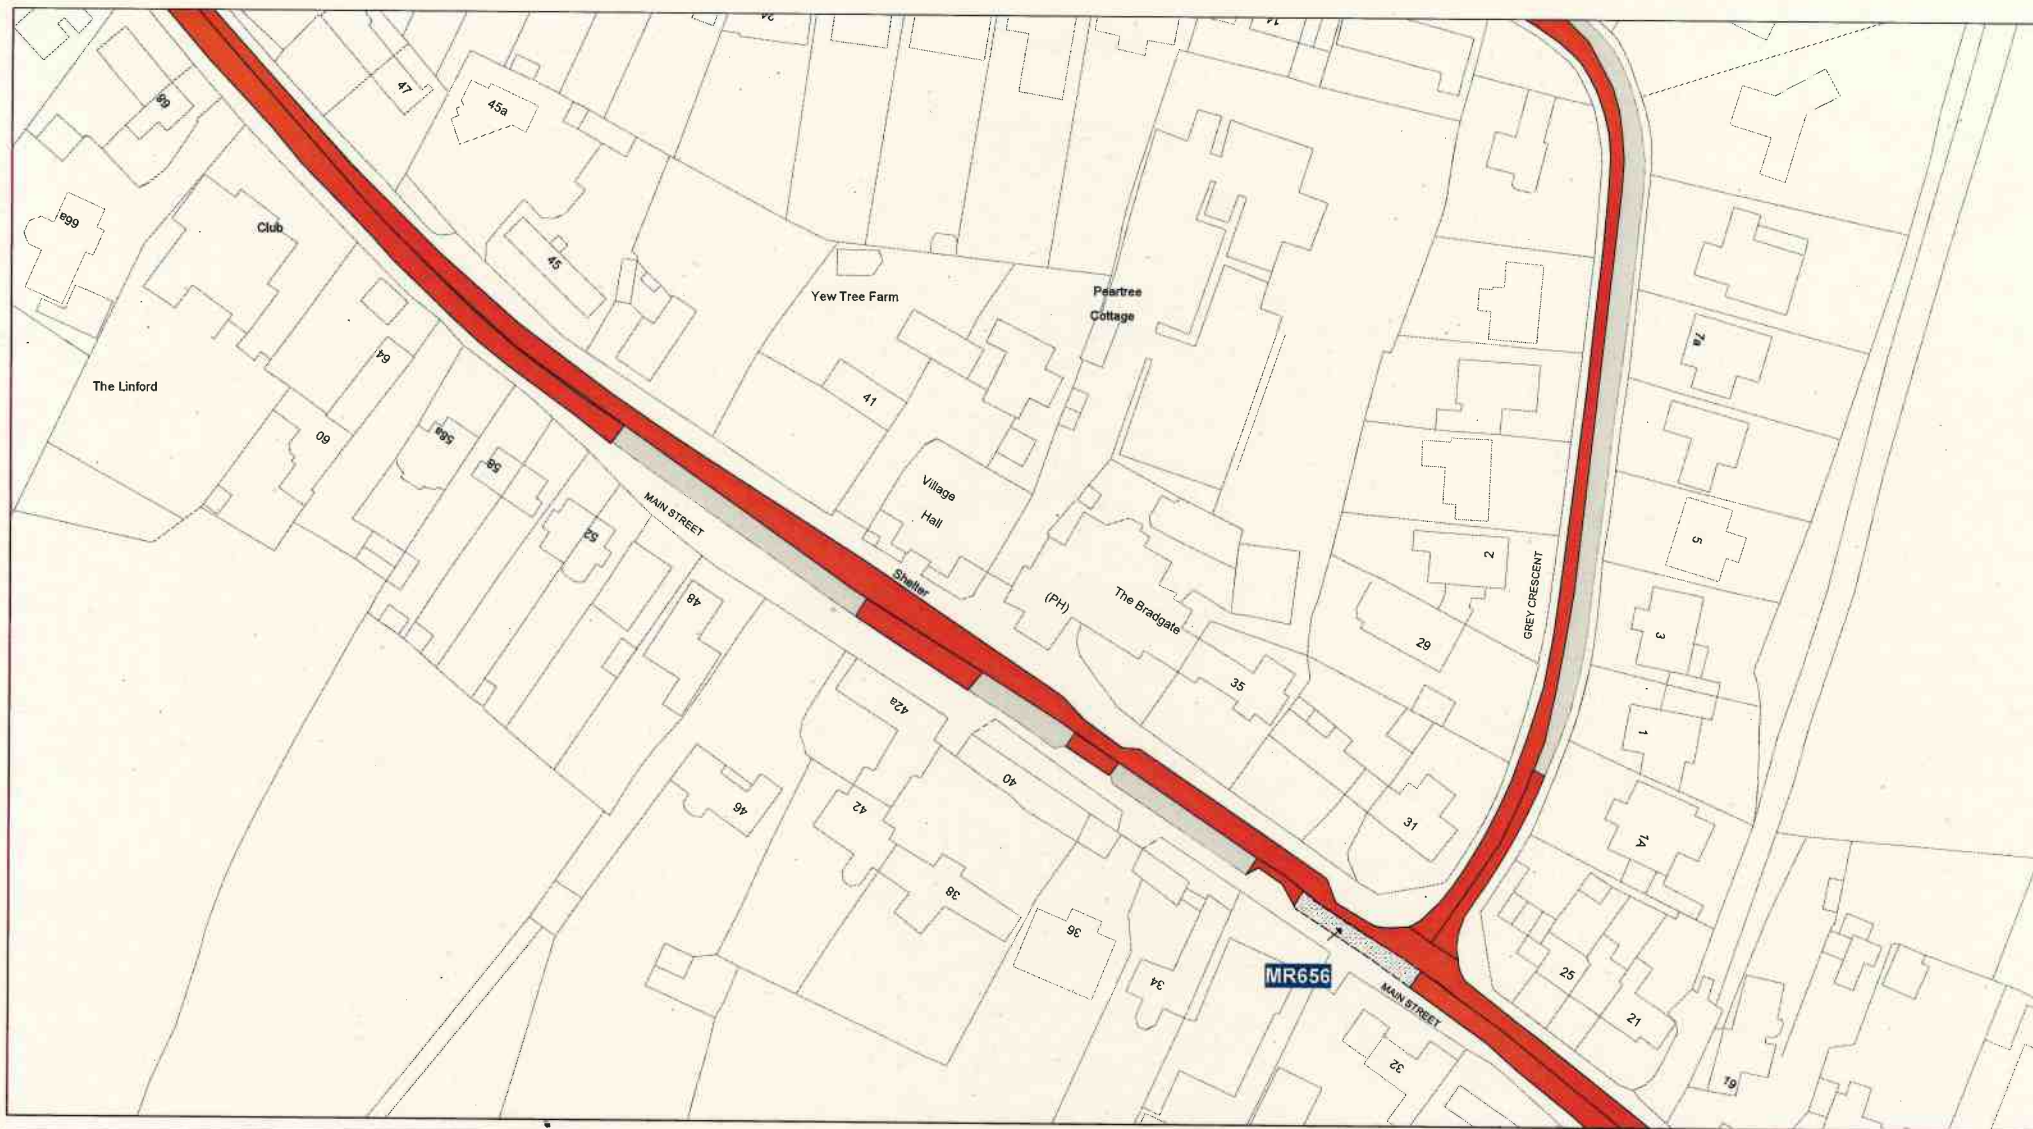 47
45a
66
66a
Club
45
Yew Tree Farm
Peartree
Cottage
7a
The Linford
64
60
58a
58
41
Village
Hall
MAIN STREET
52
Shelter
48
(PH)
The Bradgate
2
GREY CRESCENT
5
3
29
35
1
42a
40
46
42
31
1A
38
36
34
MR656
MAIN STREET
25
21
32
19